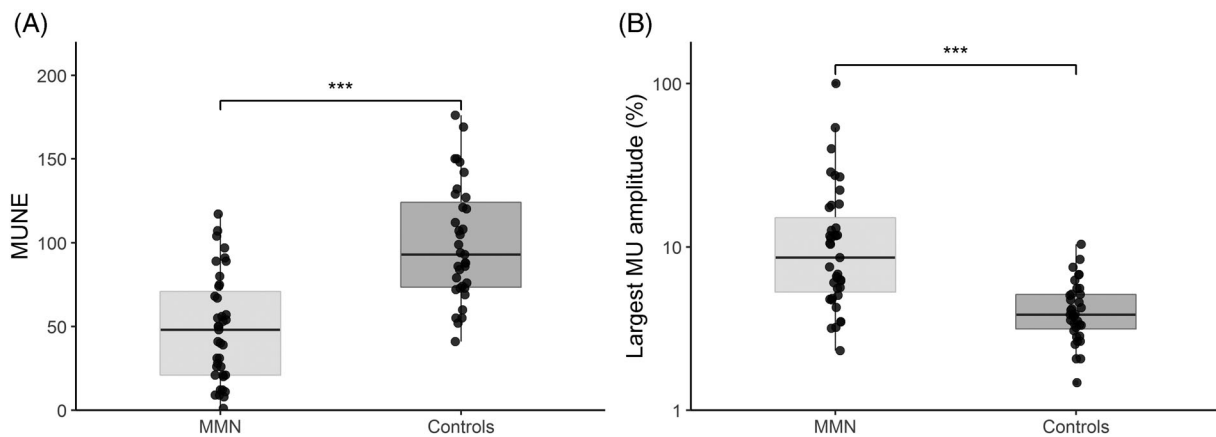 (A)
***
MUNE
200
150
100
50
0
MMN Controls
(B)
***
Largest MU amplitude (%)
100
10
1
MMN Controls